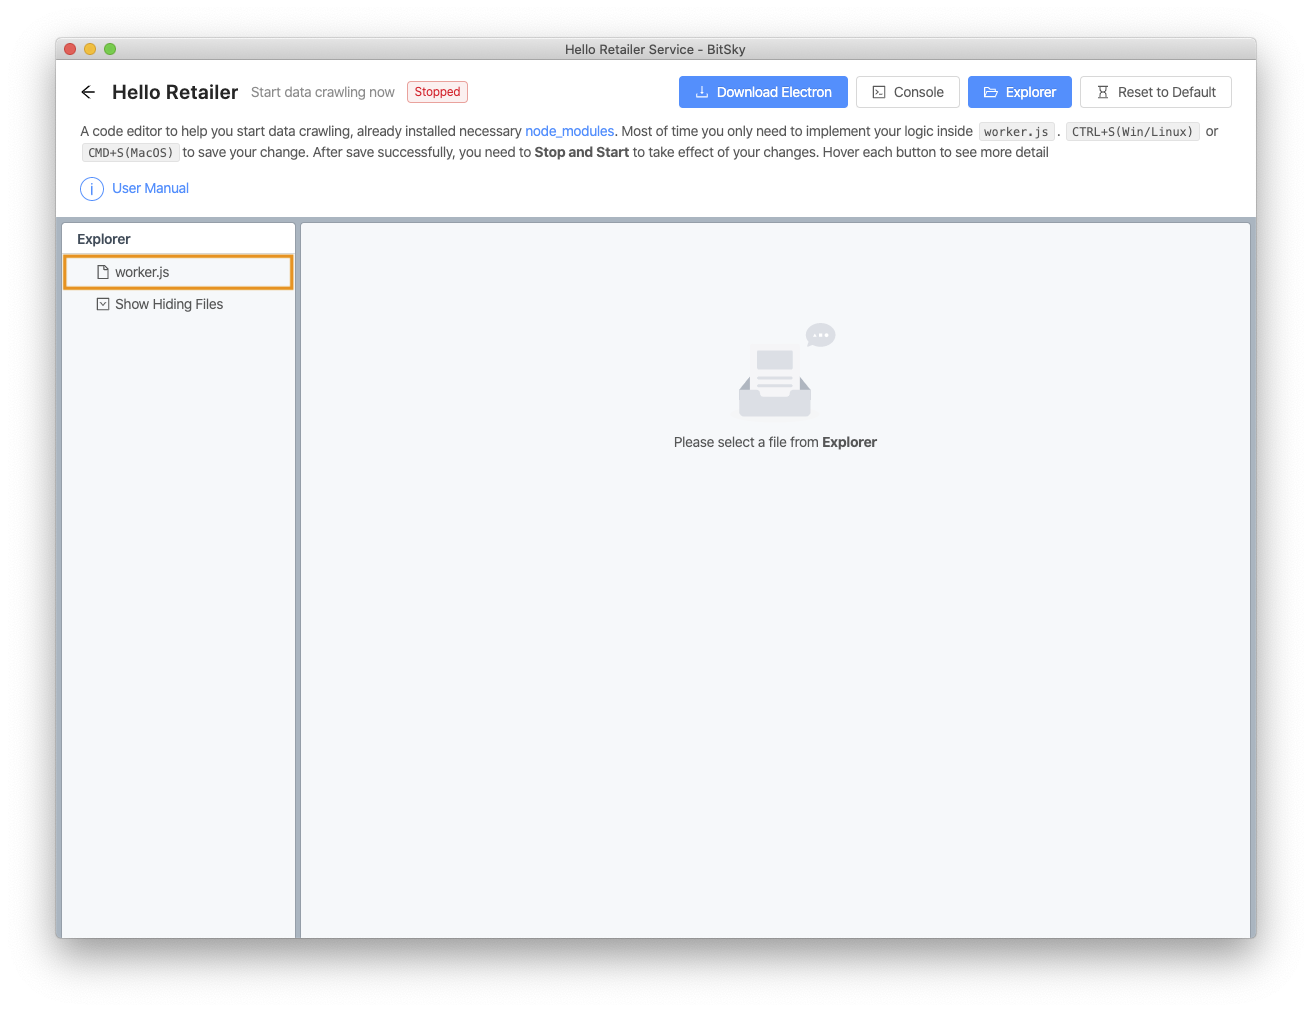 Hello Retailer Service - BitSky
Hello Retailer Start data crawling now Stopped Download Electron Console Explorer Reset to Default
A code editor to help you start data crawling, already installed necessary node_modules. Most of time you only need to implement your logic inside worker.js . CTRL+S(Win/Linux) or
CMD+S(MacOS) to save your change. After save successfully, you need to Stop and Start to take effect of your changes. Hover each button to see more detail
User Manual
Explorer
worker.js
Show Hiding Files
Please select a file from Explorer